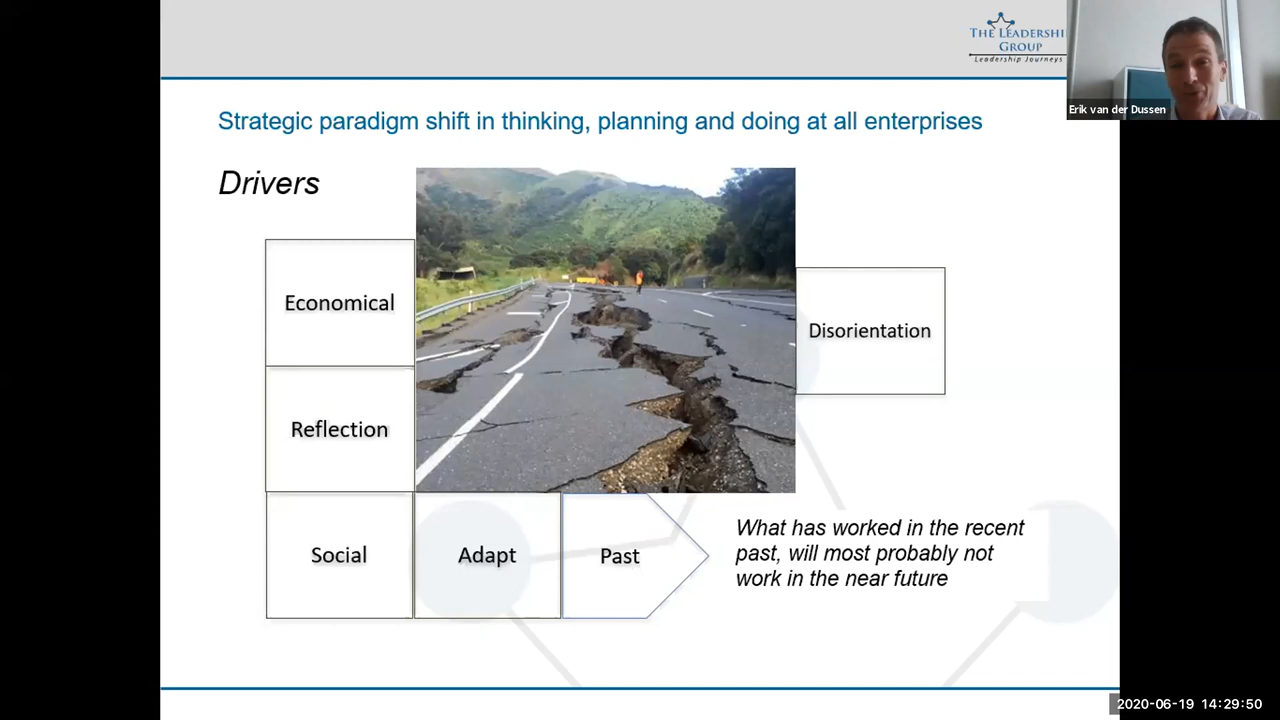 THE LEADERSHI
GROUP
Leadership Journeys
Erik van der Dussen
Strategic paradigm shift in thinking, planning and doing at all enterprises
Drivers
Economical
Disorientation
Reflection
Social
Adapt
Past
What has worked in the recent
past, will most probably not
work in the near future
2020-06-19 14:29:50